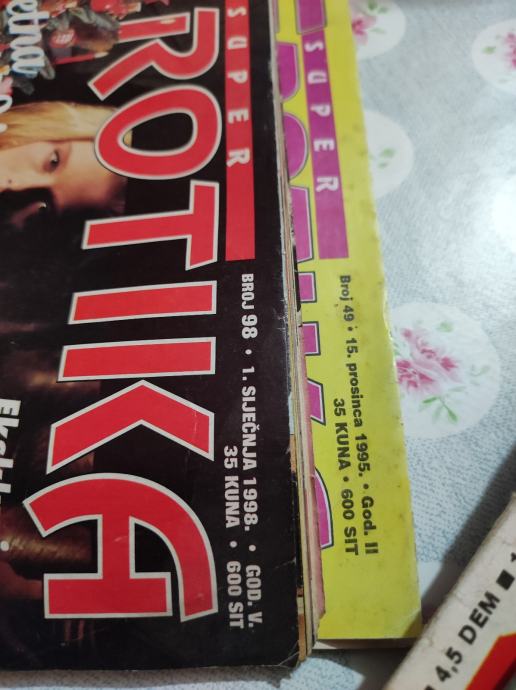 SUPER
ROTIKA
BROJ 98 • 1. SIJEČNJA 1998. • GOD. V.
35 KUNA • 600 SIT
SUPER
Broj 49 • 15. prosinca 1995. • God. II
35 KUNA • 600 SIT
4,5 DEM ■